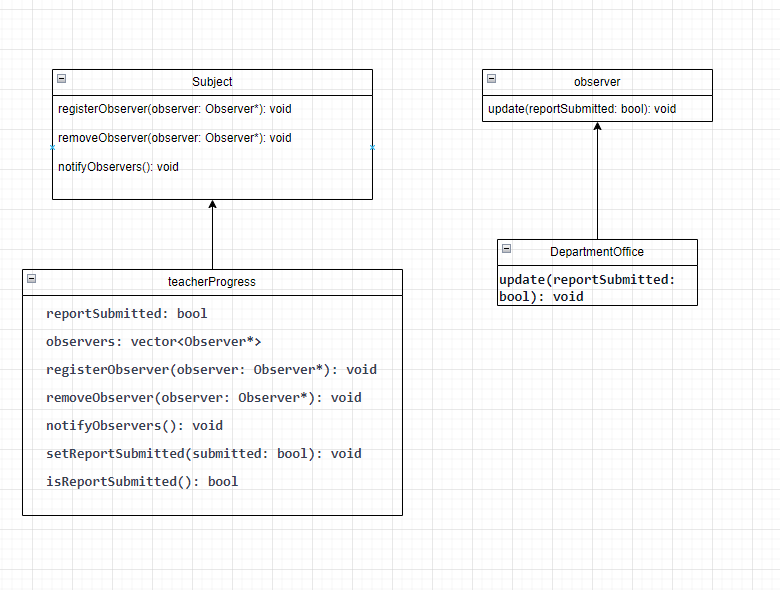 Subject
registerObserver(observer: Observer*): void
removeObserver(observer: Observer*): void
notifyObservers(): void
observer
update(reportSubmitted: bool): void
teacherProgress
reportSubmitted: bool
observers: vector<Observer*>
registerObserver(observer: Observer*): void
removeObserver(observer: Observer*): void
notifyObservers(): void
setReportSubmitted(submitted: bool): void
isReportSubmitted(): bool
DepartmentOffice
update(reportSubmitted:
bool): void